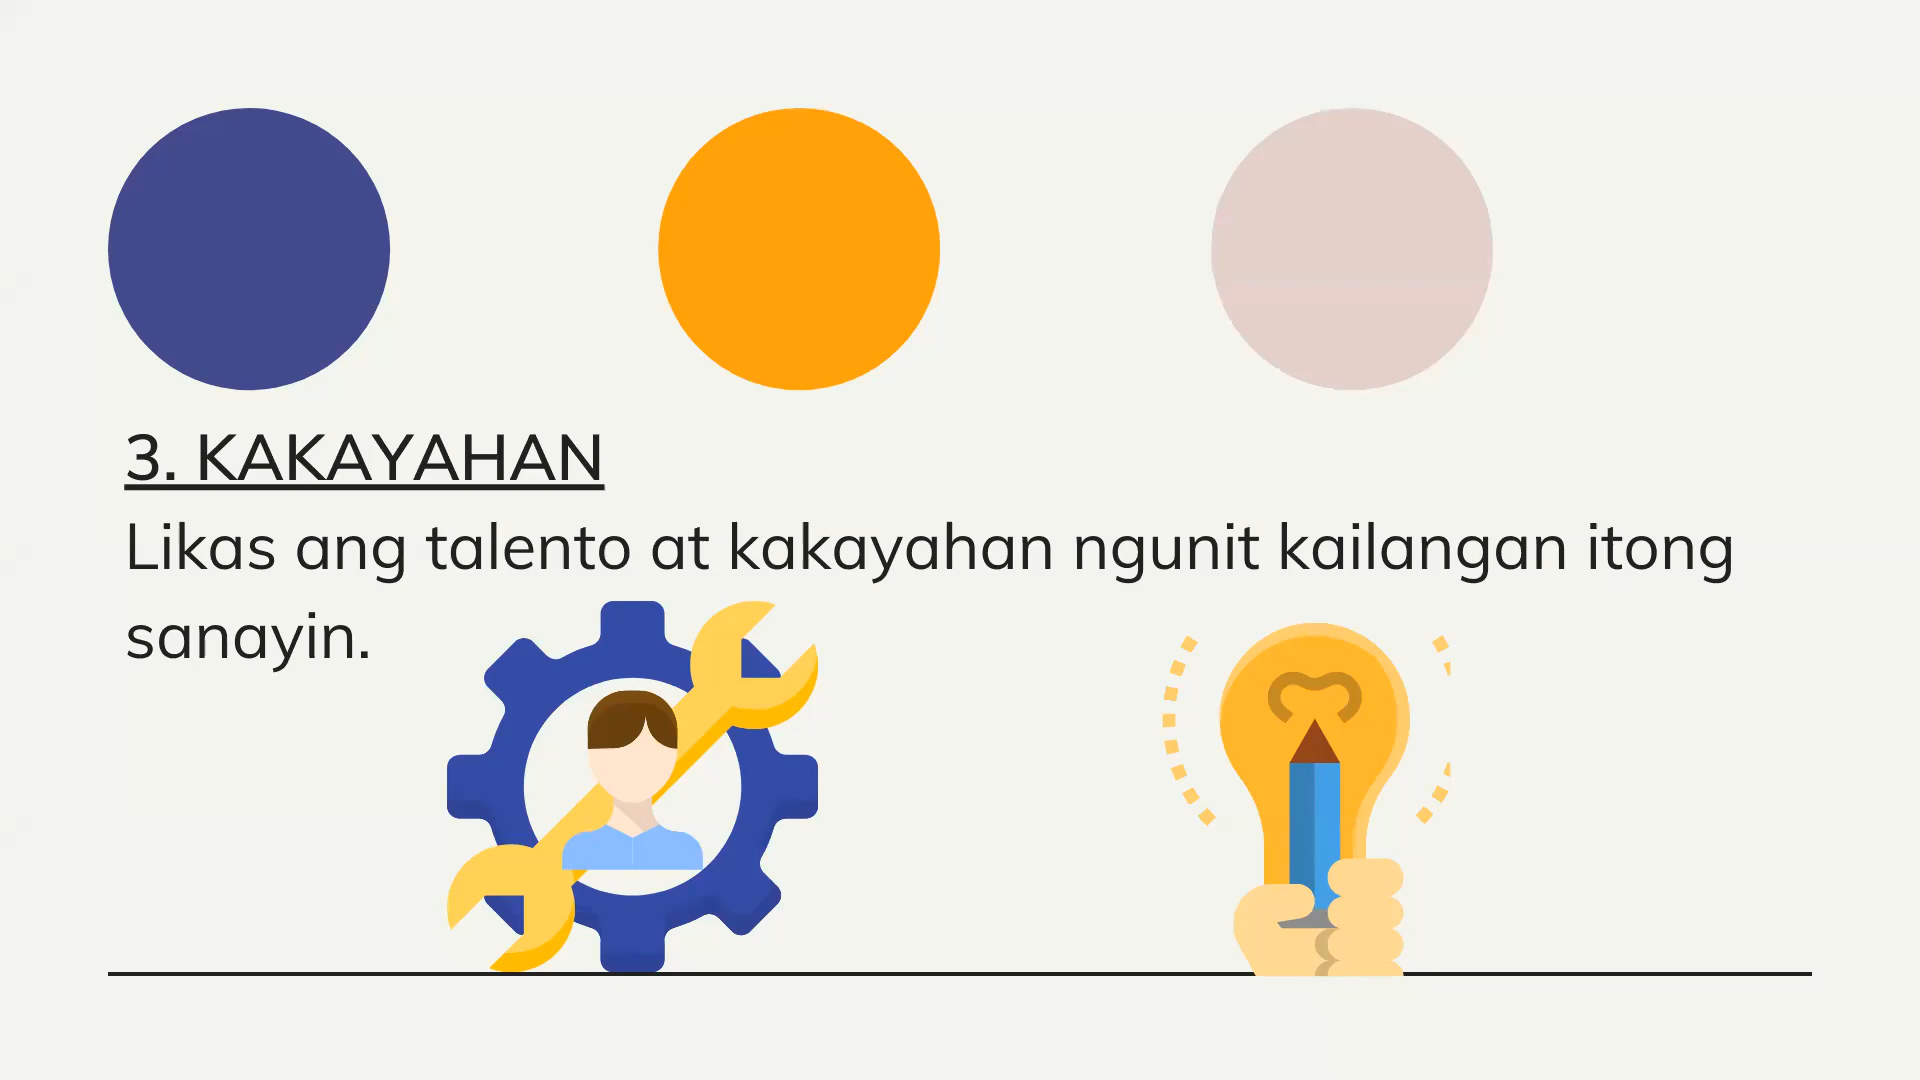 3. KAKAYAHAN
Likas ang talento at kakayahan ngunit kailangan itong
sanayin.